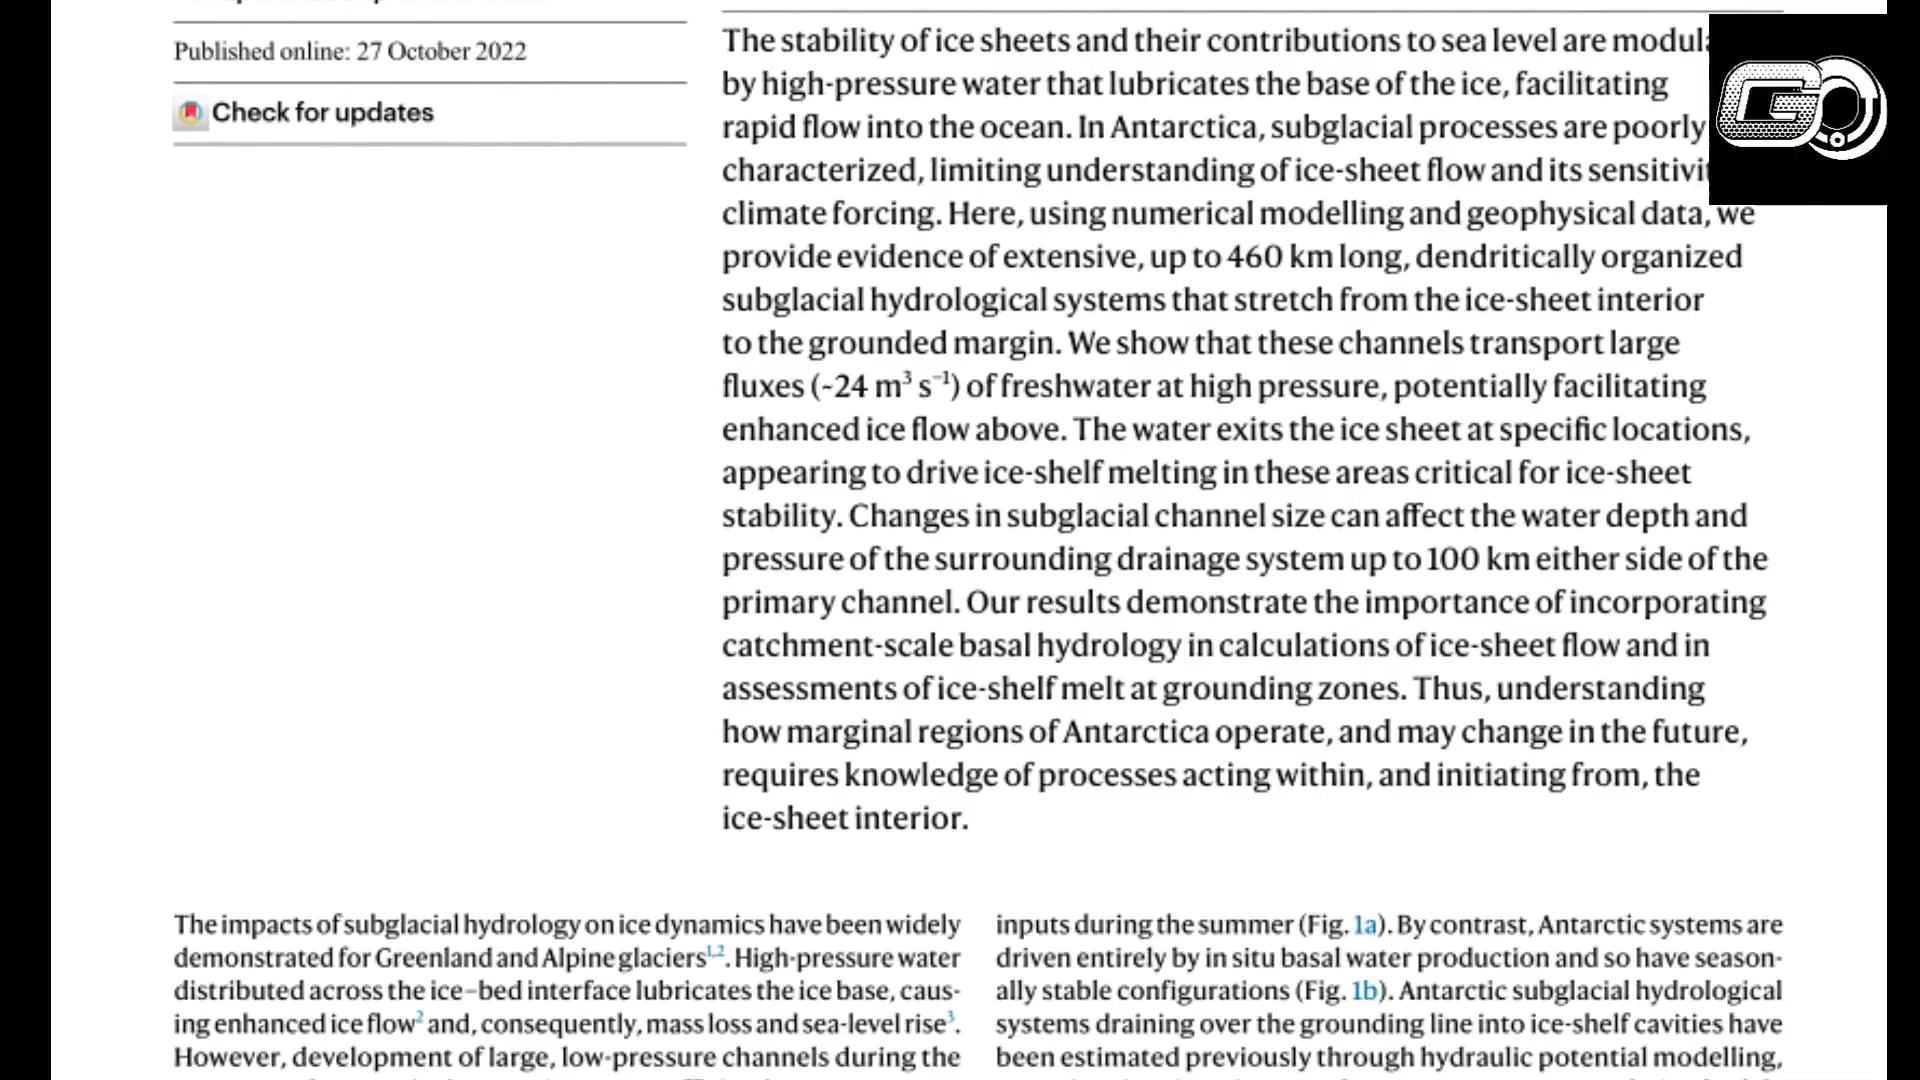 Published online: 27 October 2022
Check for updates
The stability of ice sheets and their contributions to sea level are
by high-pressure water that lubricates the base of the ice, facilitating
rapid flow into the ocean. In Antarctica, subglacial processes are poorly
characterized, limiting understanding of ice-sheet flow and its
climate forcing. Here, using numerical modelling and geophysical data, we
provide evidence of extensive, up to 460 km long, dendritically organized
subglacial hydrological systems that stretch from the ice-sheet interior
to the grounded margin. We show that these channels transport large
fluxes (~24 m³ s⁻¹) of freshwater at high pressure, potentially facilitating
enhanced ice flow above. The water exits the ice sheet at specific locations,
appearing to drive ice-shelf melting in these areas critical for ice-sheet
stability. Changes in subglacial channel size can affect the water depth and
pressure of the surrounding drainage system up to 100 km either side of the
primary channel. Our results demonstrate the importance of incorporating
catchment-scale basal hydrology in calculations of ice-sheet flow and in
assessments of ice-shelf melt at grounding zones. Thus, understanding
how marginal regions of Antarctica operate, and may change in the future,
requires knowledge of processes acting within, and initiating from, the
ice-sheet interior.
The impacts of subglacial hydrology on ice dynamics have been widely
demonstrated for Greenland and Alpine glaciers¹,². High-pressure water
distributed across the ice–bed interface lubricates the ice base, caus-
ing enhanced ice flow² and, consequently, mass loss and sea-level rise³.
However, development of large, low-pressure channels during the
inputs during the summer (Fig. 1a). By contrast, Antarctic systems are
driven entirely by in situ basal water production and so have season-
ally stable configurations (Fig. 1b). Antarctic subglacial hydrological
systems draining over the grounding line into ice-shelf cavities have
been estimated previously through hydraulic potential modelling,